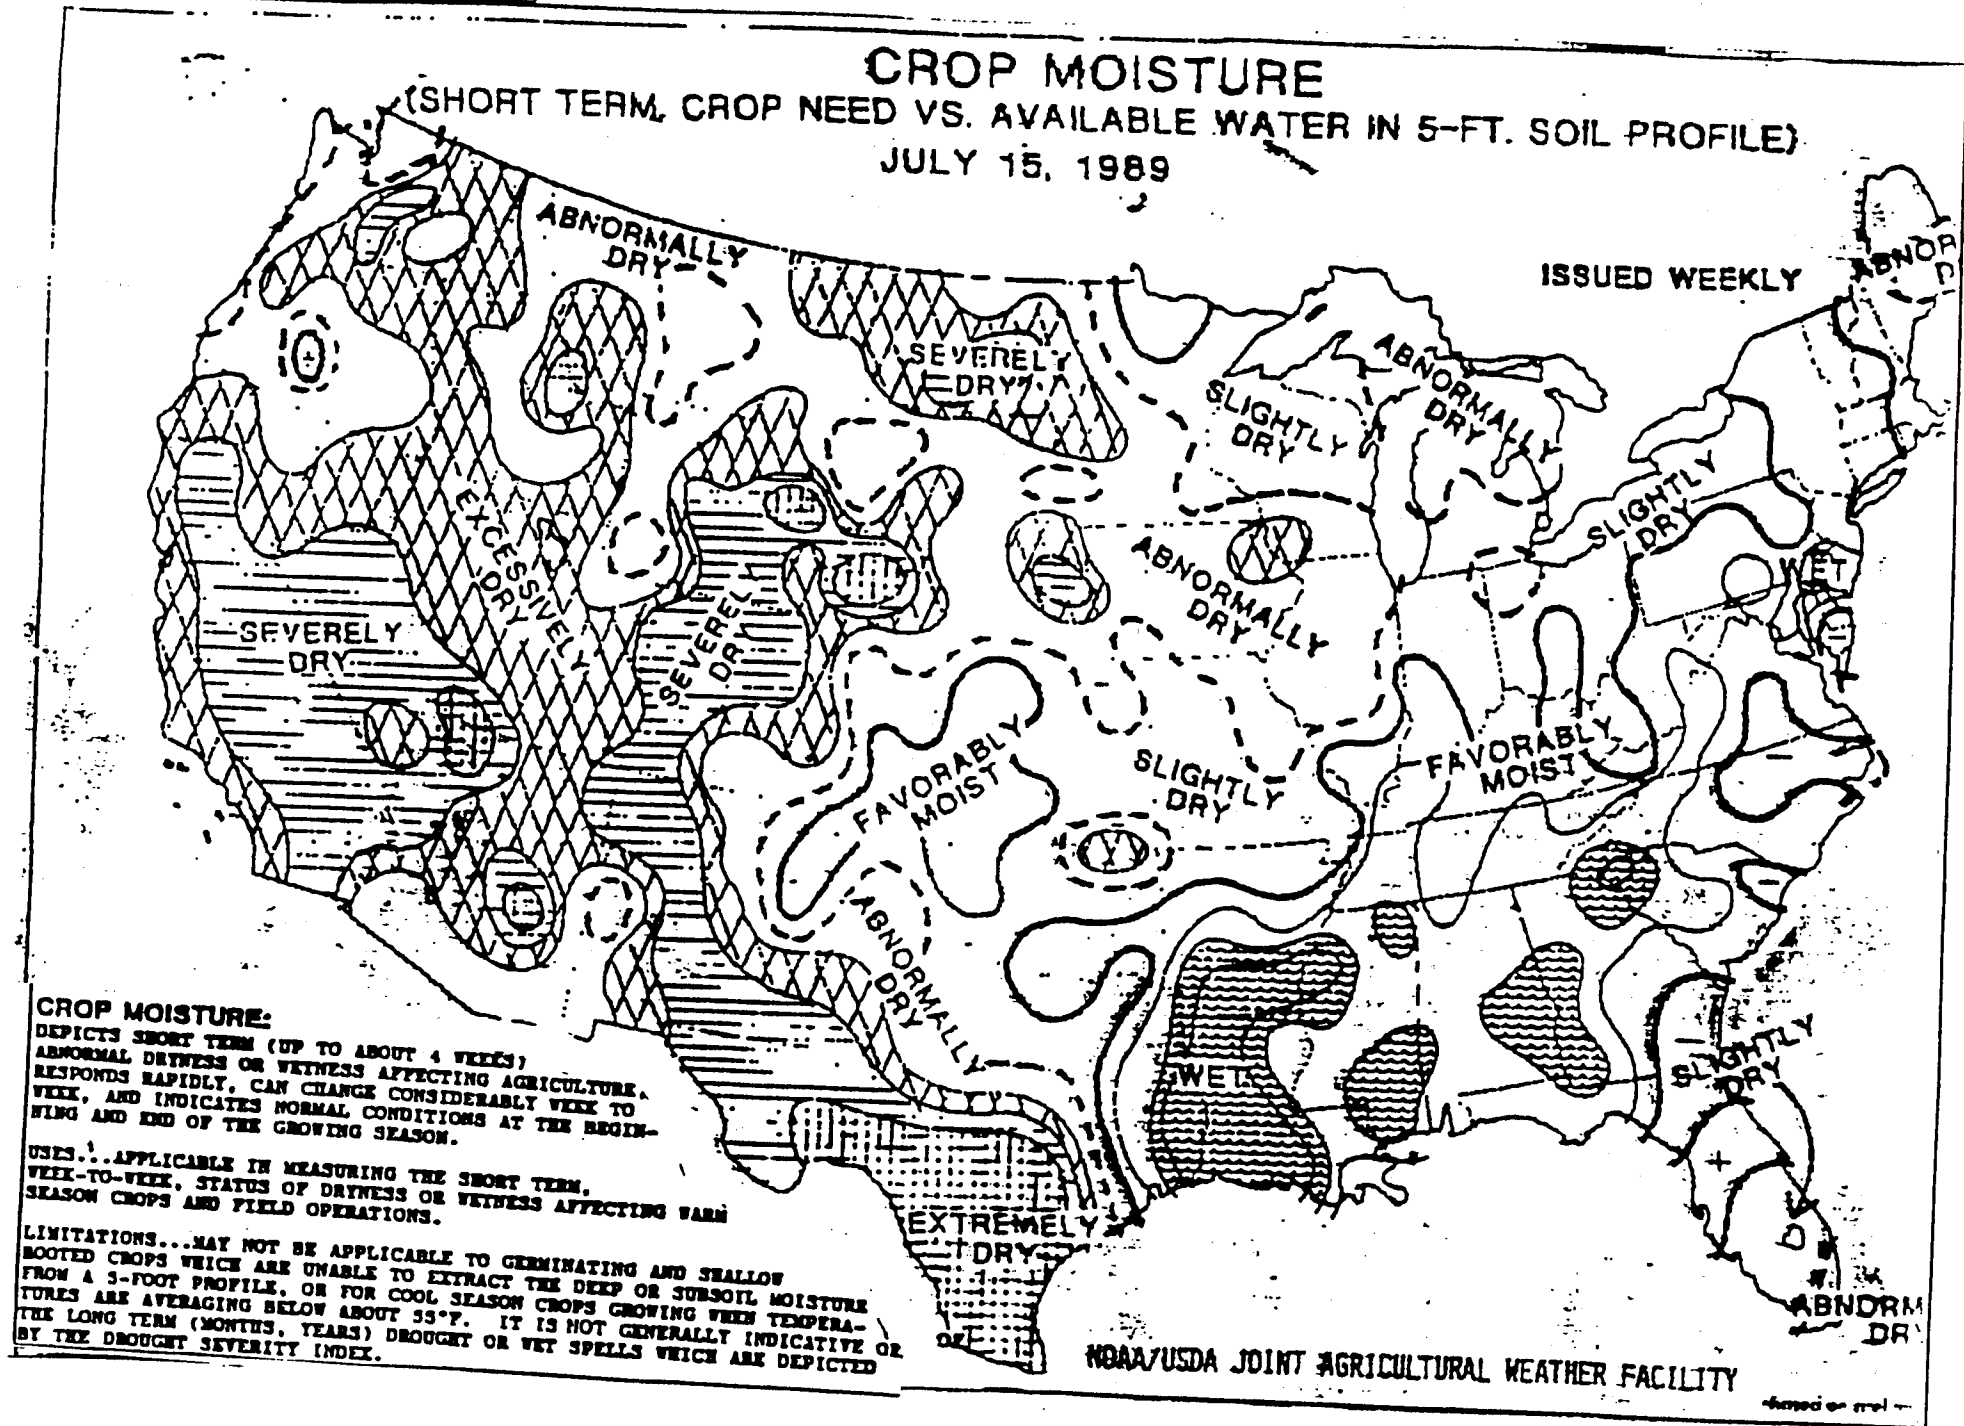 CROP MOISTURE
(SHORT TERM, CROP NEED VS. AVAILABLE WATER IN 5-FT. SOIL PROFILE)
JULY 15, 1989
ISSUED WEEKLY
ABNORMALLY
DRY
ABNOR
D
SEVERELY
DRY
SLIGHTLY
DRY
ABNORMALLY
DRY
SLIGHTLY
DRY
EXCESSIVELY
DRY
ABNORMALLY
DRY
WET
SEVERELY
DRY
SEVERELY
DRY
FAVORABLY
MOIST
SLIGHTLY
DRY
FAVORABLY
MOIST
ABNORMALLY
DRY
WET
SLIGHTLY
DRY
EXTREMELY
DRY
ABNORM
DR
CROP MOISTURE:
DEPICTS SHORT TERM (UP TO ABOUT 4 WEEKS)
ABNORMAL DRYNESS OR WETNESS AFFECTING AGRICULTURE,
RESPONDS RAPIDLY, CAN CHANGE CONSIDERABLY WEEK TO
WEEK, AND INDICATES NORMAL CONDITIONS AT THE BEGIN-
NING AND END OF THE GROWING SEASON.
USES...APPLICABLE IN MEASURING THE SHORT TERM,
WEEK-TO-WEEK, STATUS OF DRYNESS OR WETNESS AFFECTING WARM
SEASON CROPS AND FIELD OPERATIONS.
LIMITATIONS...MAY NOT BE APPLICABLE TO GERMINATING AND SHALLOW
ROOTED CROPS WHICH ARE UNABLE TO EXTRACT THE DEEP OR SUBSOIL MOISTURE
FROM A 5-FOOT PROFILE, OR FOR COOL SEASON CROPS GROWING WHEN TEMPERA-
TURES ARE AVERAGING BELOW ABOUT 55°F. IT IS NOT GENERALLY INDICATIVE OF
THE LONG TERM (MONTHS, YEARS) DROUGHT OR WET SPELLS WHICH ARE DEPICTED
BY THE DROUGHT SEVERITY INDEX.
NOAA/USDA JOINT AGRICULTURAL WEATHER FACILITY